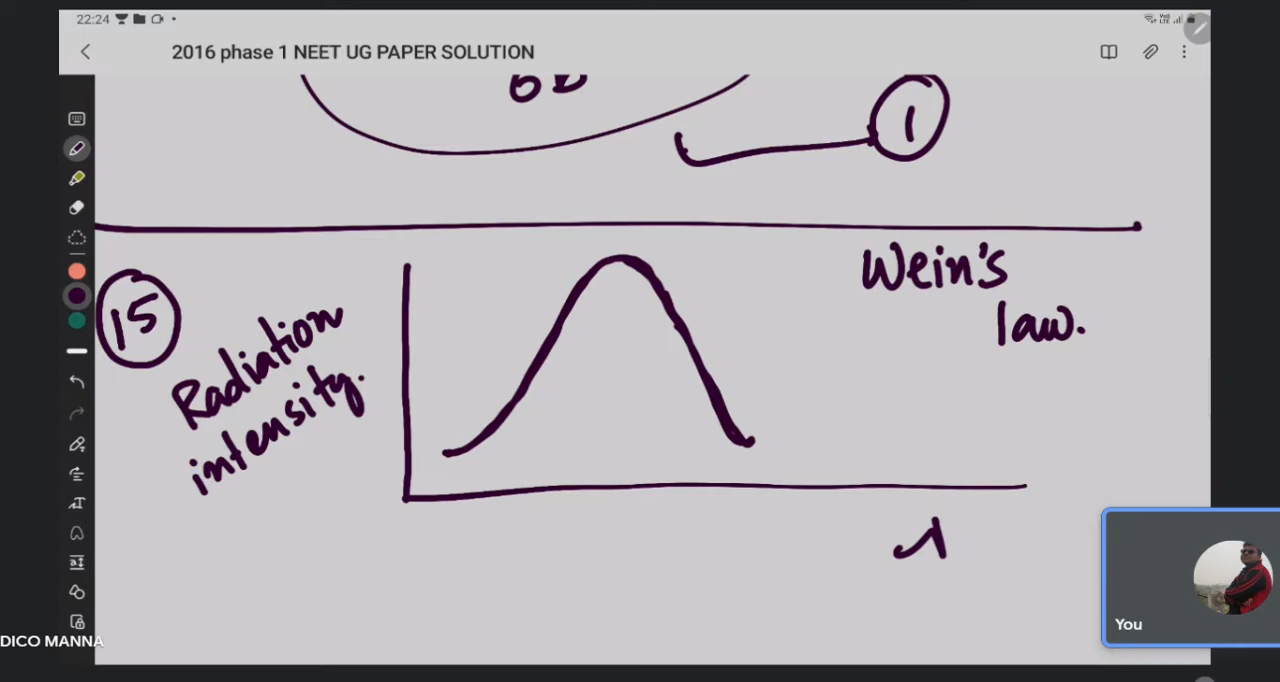 22:24
2016 phase 1 NEET UG PAPER SOLUTION
1
15
Wein's
law.
Radiation
intensity.
λ
You
DICO MANNA